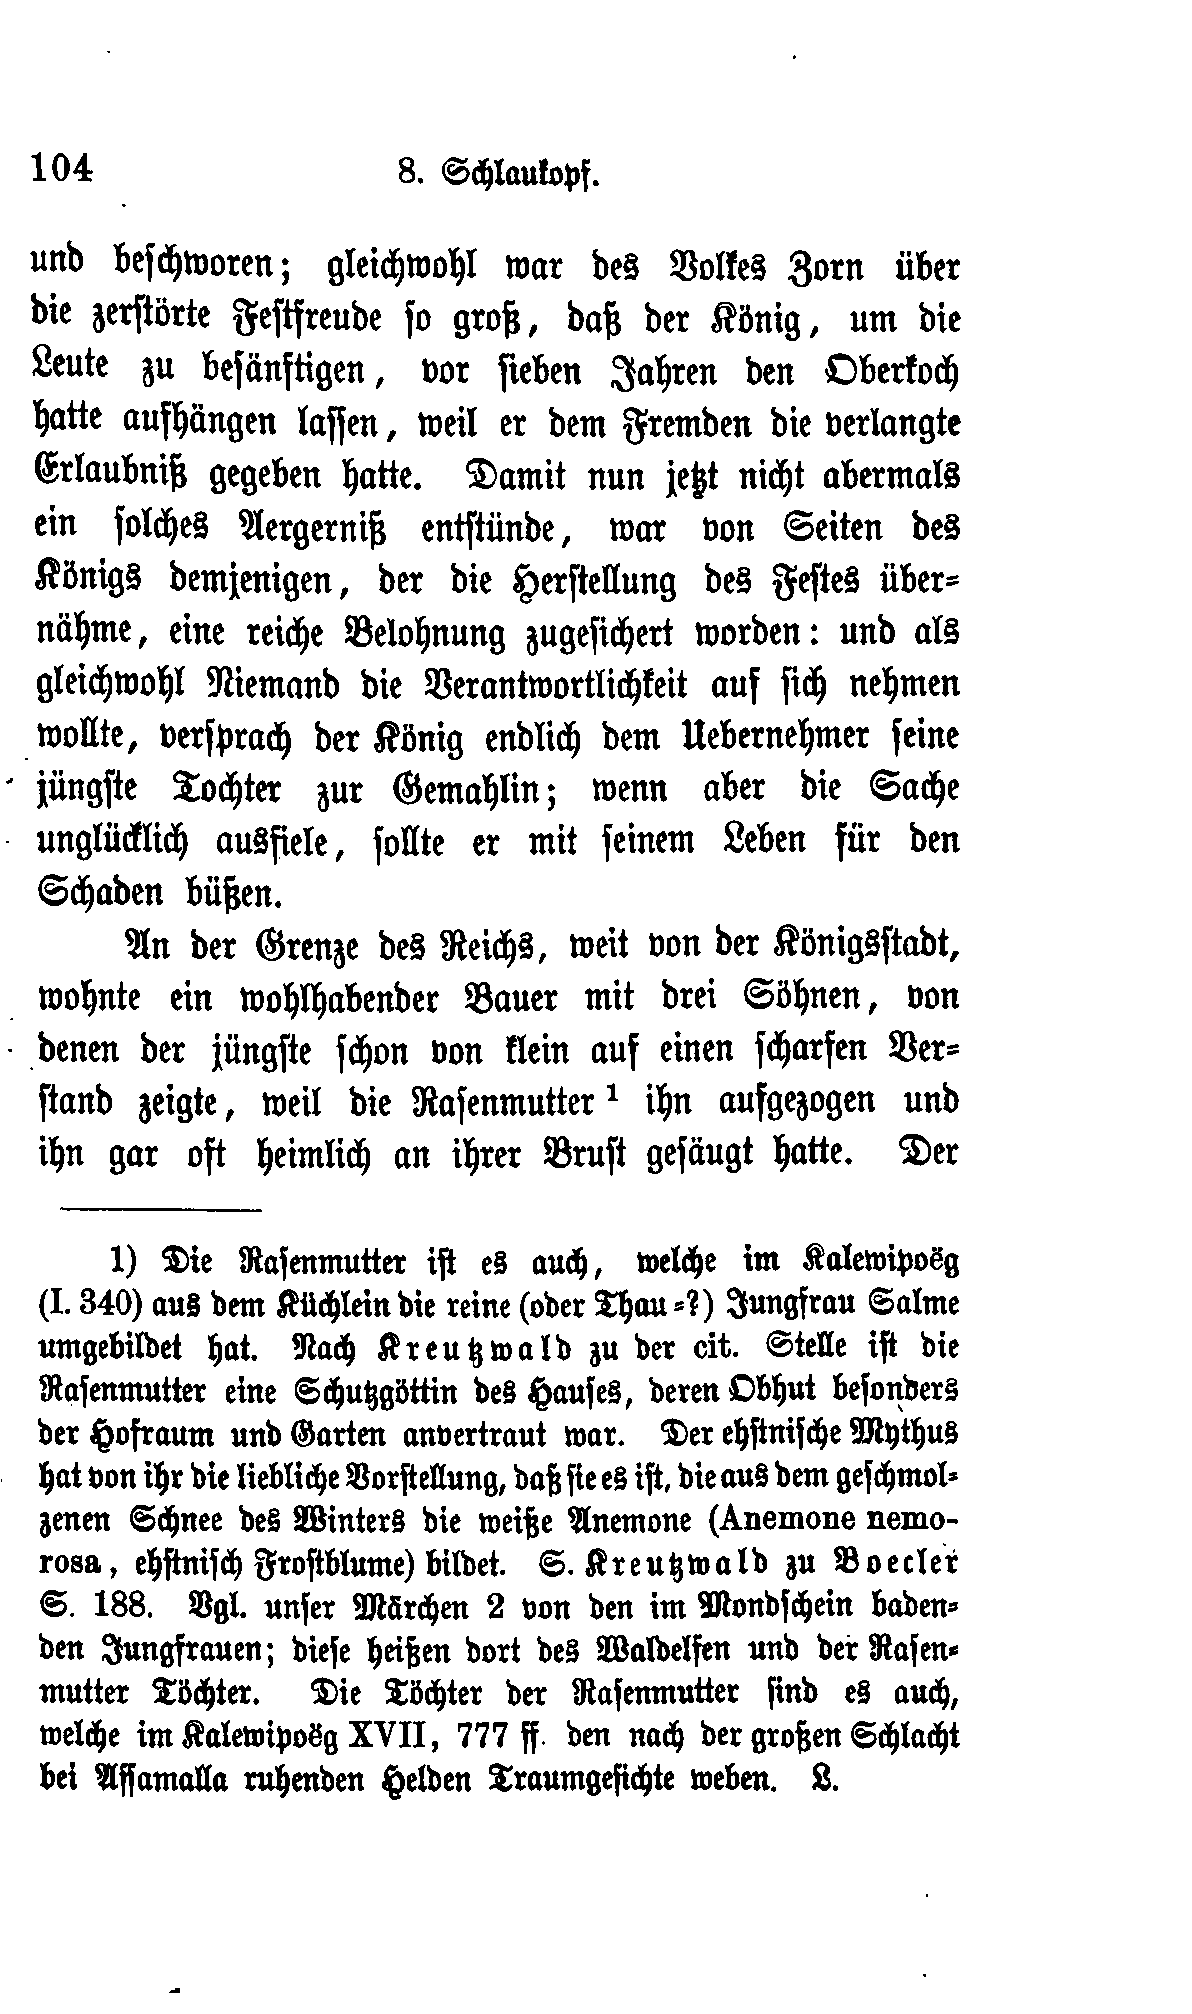 104
8. Schlaukopf.
und beschworen; gleichwohl war des Volkes Zorn über
die zerstörte Festfreude so groß, daß der König, um die
Leute zu besänftigen, vor sieben Jahren den Oberkoch
hatte aufhängen lassen, weil er dem Fremden die verlangte
Erlaubniß gegeben hatte. Damit nun jetzt nicht abermals
ein solches Aergerniß entstünde, war von Seiten des
Königs demjenigen, der die Herstellung des Festes über-
nähme, eine reiche Belohnung zugesichert worden: und als
gleichwohl Niemand die Verantwortlichkeit auf sich nehmen
wollte, versprach der König endlich dem Uebernehmer seine
jüngste Tochter zur Gemahlin; wenn aber die Sache
unglücklich ausfiele, sollte er mit seinem Leben für den
Schaden büßen.
An der Grenze des Reichs, weit von der Königsstadt,
wohnte ein wohlhabender Bauer mit drei Söhnen, von
denen der jüngste schon von klein auf einen scharfen Ver-
stand zeigte, weil die Rasenmutter 1 ihn aufgezogen und
ihn gar oft heimlich an ihrer Brust gesäugt hatte. Der
1) Die Rasenmutter ist es auch, welche im Kalewipoëg
(I. 340) aus dem Küchlein die reine (oder Thau-?) Jungfrau Salme
umgebildet hat. Nach Kreutzwald zu der cit. Stelle ist die
Rasenmutter eine Schutzgöttin des Hauses, deren Obhut besonders
der Hofraum und Garten anvertraut war. Der ehstnische Mythus
hat von ihr die liebliche Vorstellung, daß sie es ist, die aus dem geschmol-
zenen Schnee des Winters die weiße Anemone (Anemone nemo-
rosa, ehstnisch Frostblume) bildet. S. Kreutzwald zu Boecler
S. 188. Vgl. unser Märchen 2 von den im Mondschein baden-
den Jungfrauen; diese heißen dort des Waldelfen und der Rasen-
mutter Töchter. Die Töchter der Rasenmutter sind es auch,
welche im Kalewipoëg XVII, 777 ff. den nach der großen Schlacht
bei Assamalla ruhenden Helden Traumgesichte weben. L.